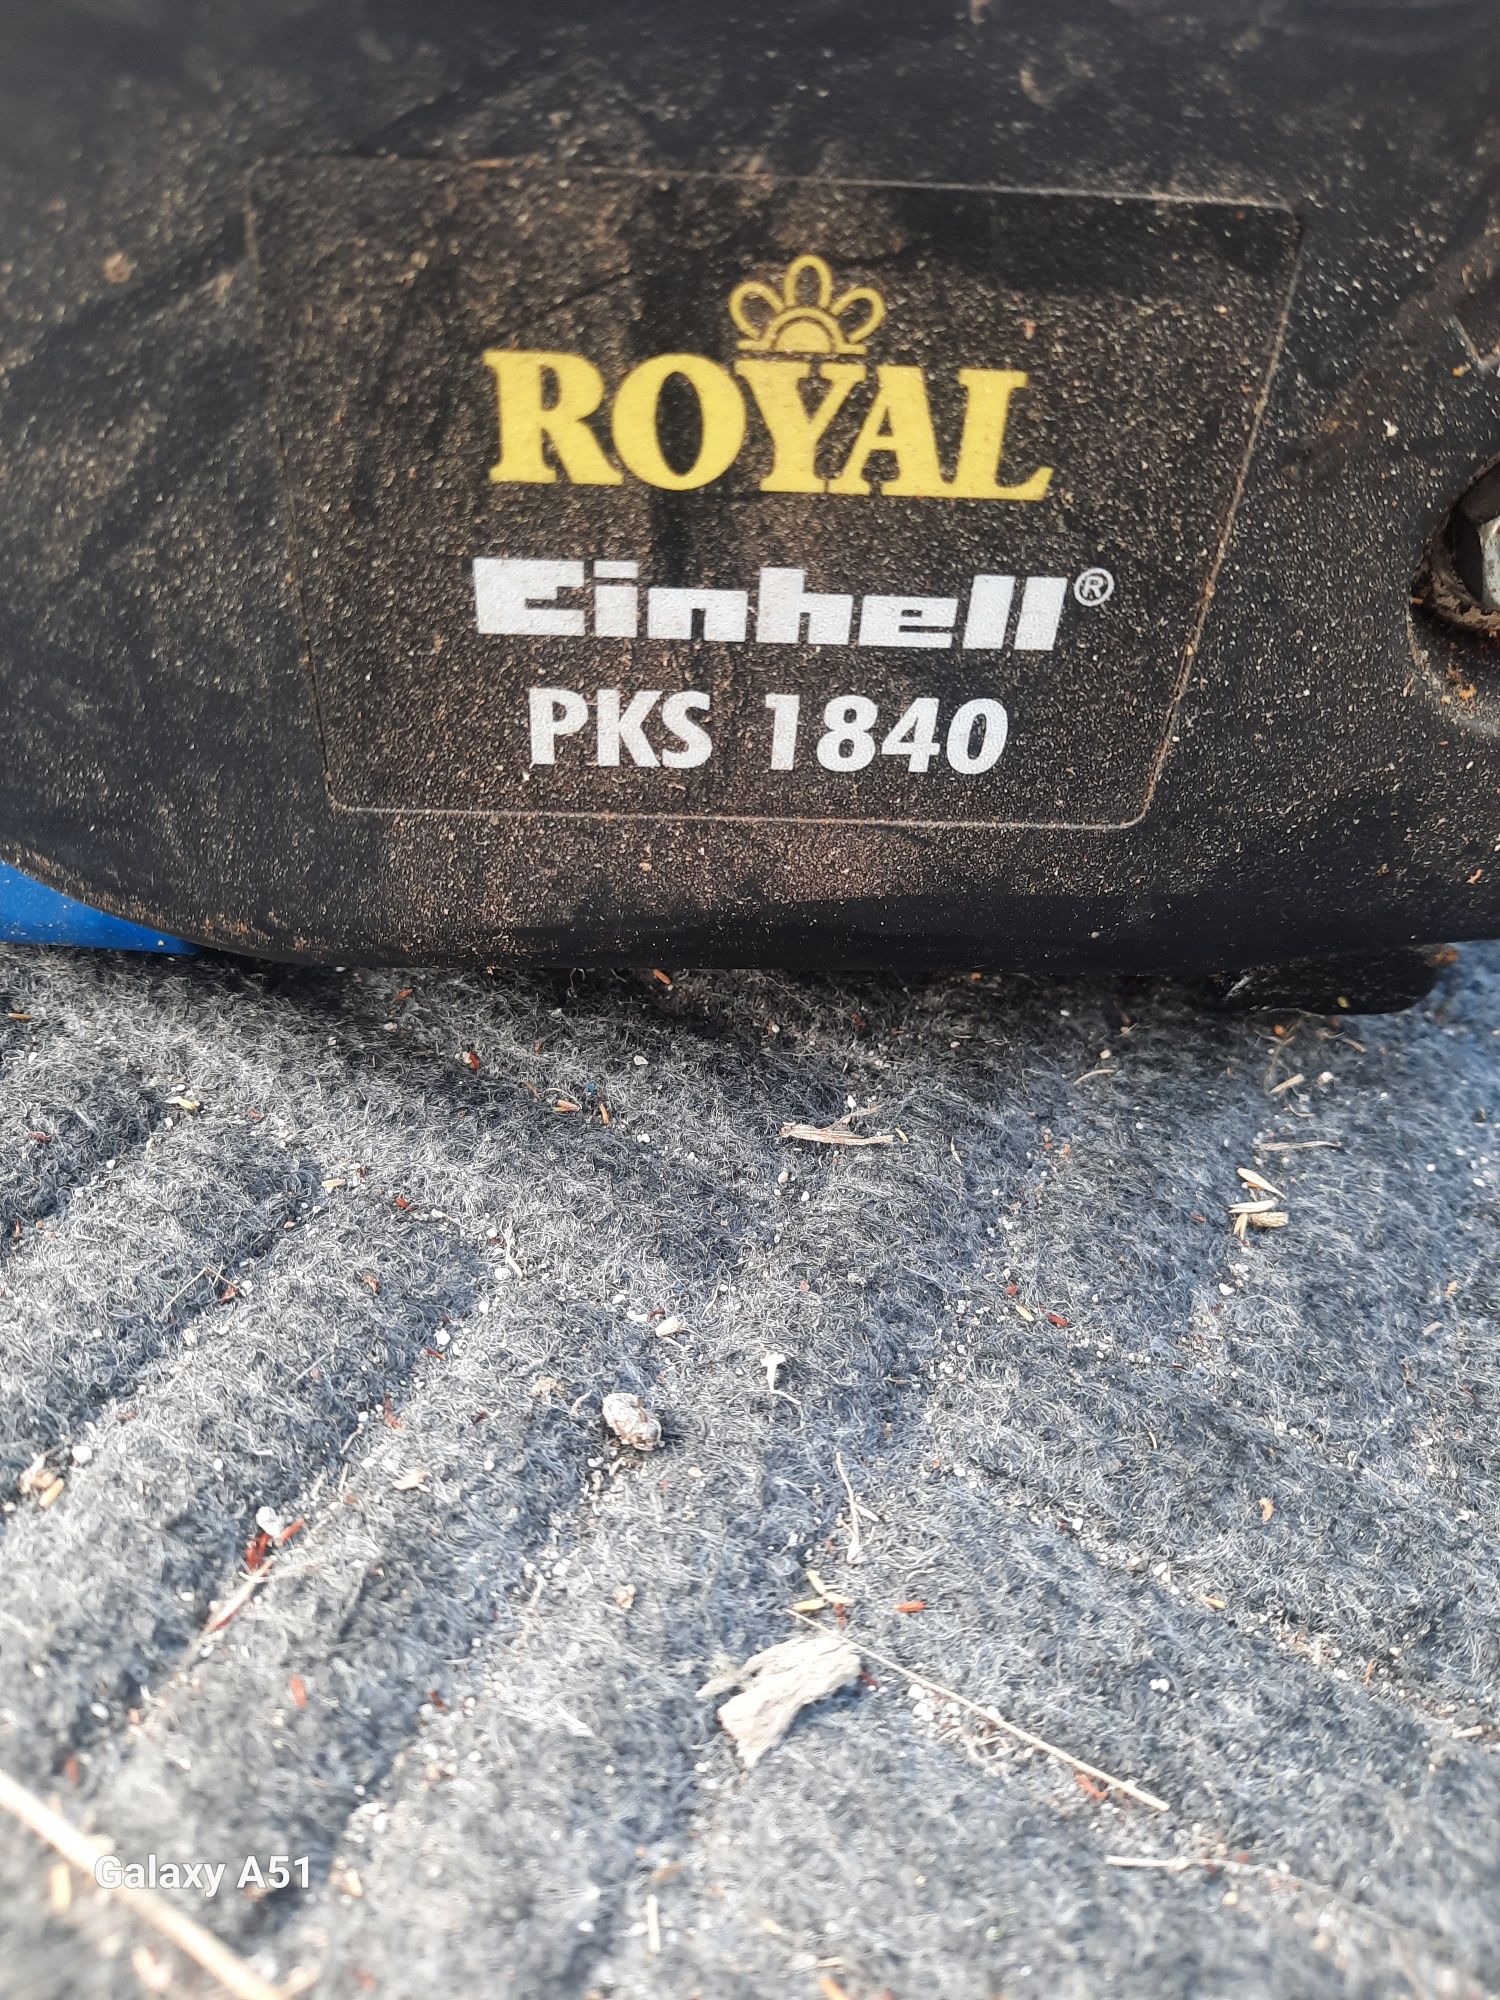 ROYAL
Einhell®
PKS 1840
Galaxy A51